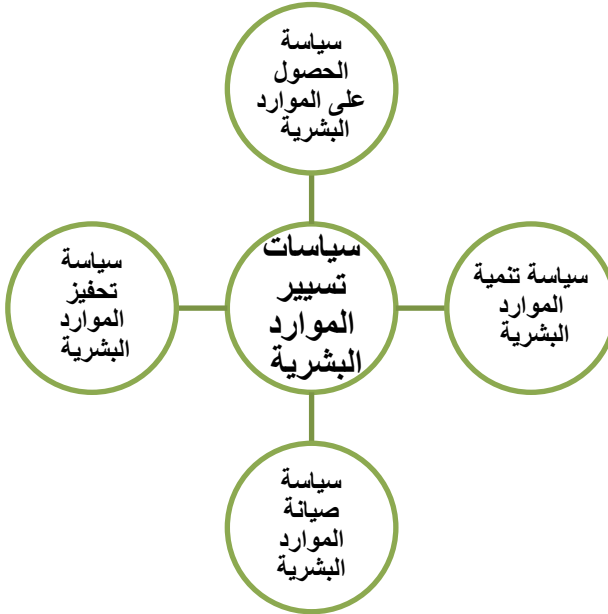 سياسة
الحصول
على الموارد
البشرية
سياسة تنمية
الموارد
البشرية
سياسات
تسيير
الموارد
البشرية
سياسة
تحفيز
الموارد
البشرية
سياسة
صيانة
الموارد
البشرية